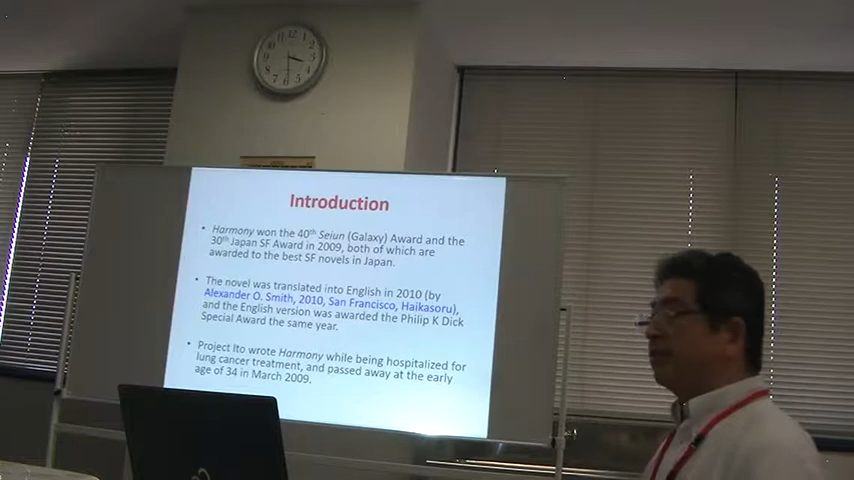 Introduction
• Harmony won the 40th Seiun (Galaxy) Award and the
30th Japan SF Award in 2009, both of which are
awarded to the best SF novels in Japan.
• The novel was translated into English in 2010 (by
Alexander O. Smith, 2010, San Francisco, Haikasoru),
and the English version was awarded the Philip K Dick
Special Award the same year.
• Project Ito wrote Harmony while being hospitalized for
lung cancer treatment, and passed away at the early
age of 34 in March 2009.